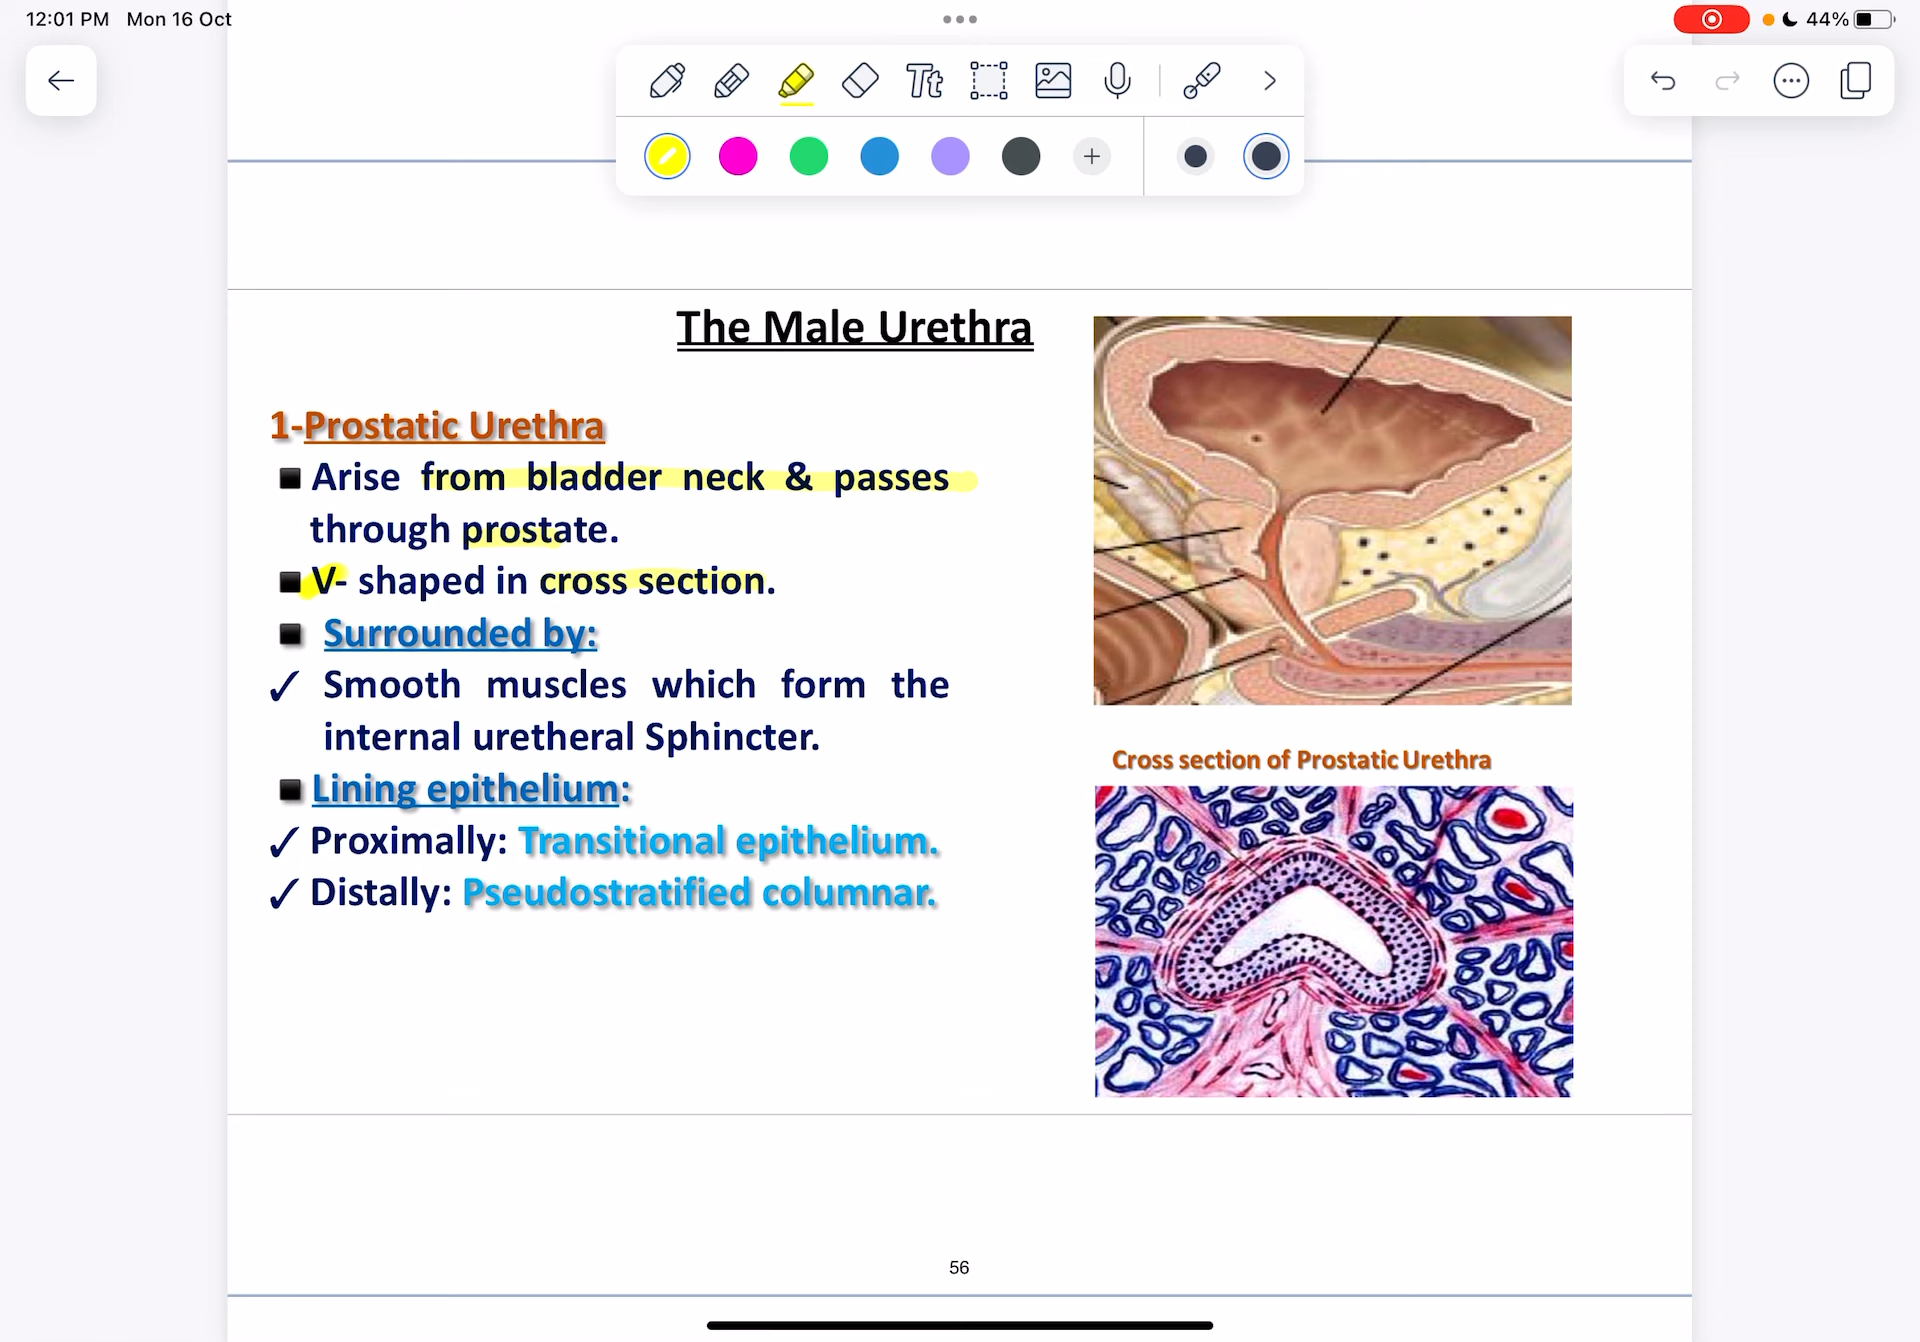 12:01 PM Mon 16 Oct
44%
Tt
The Male Urethra
1-Prostatic Urethra
Arise from bladder neck & passes
through prostate.
V- shaped in cross section.
Surrounded by:
✓ Smooth muscles which form the
internal uretheral Sphincter.
Lining epithelium:
✓ Proximally: Transitional epithelium.
✓ Distally: Pseudostratified columnar.
Cross section of Prostatic Urethra
56